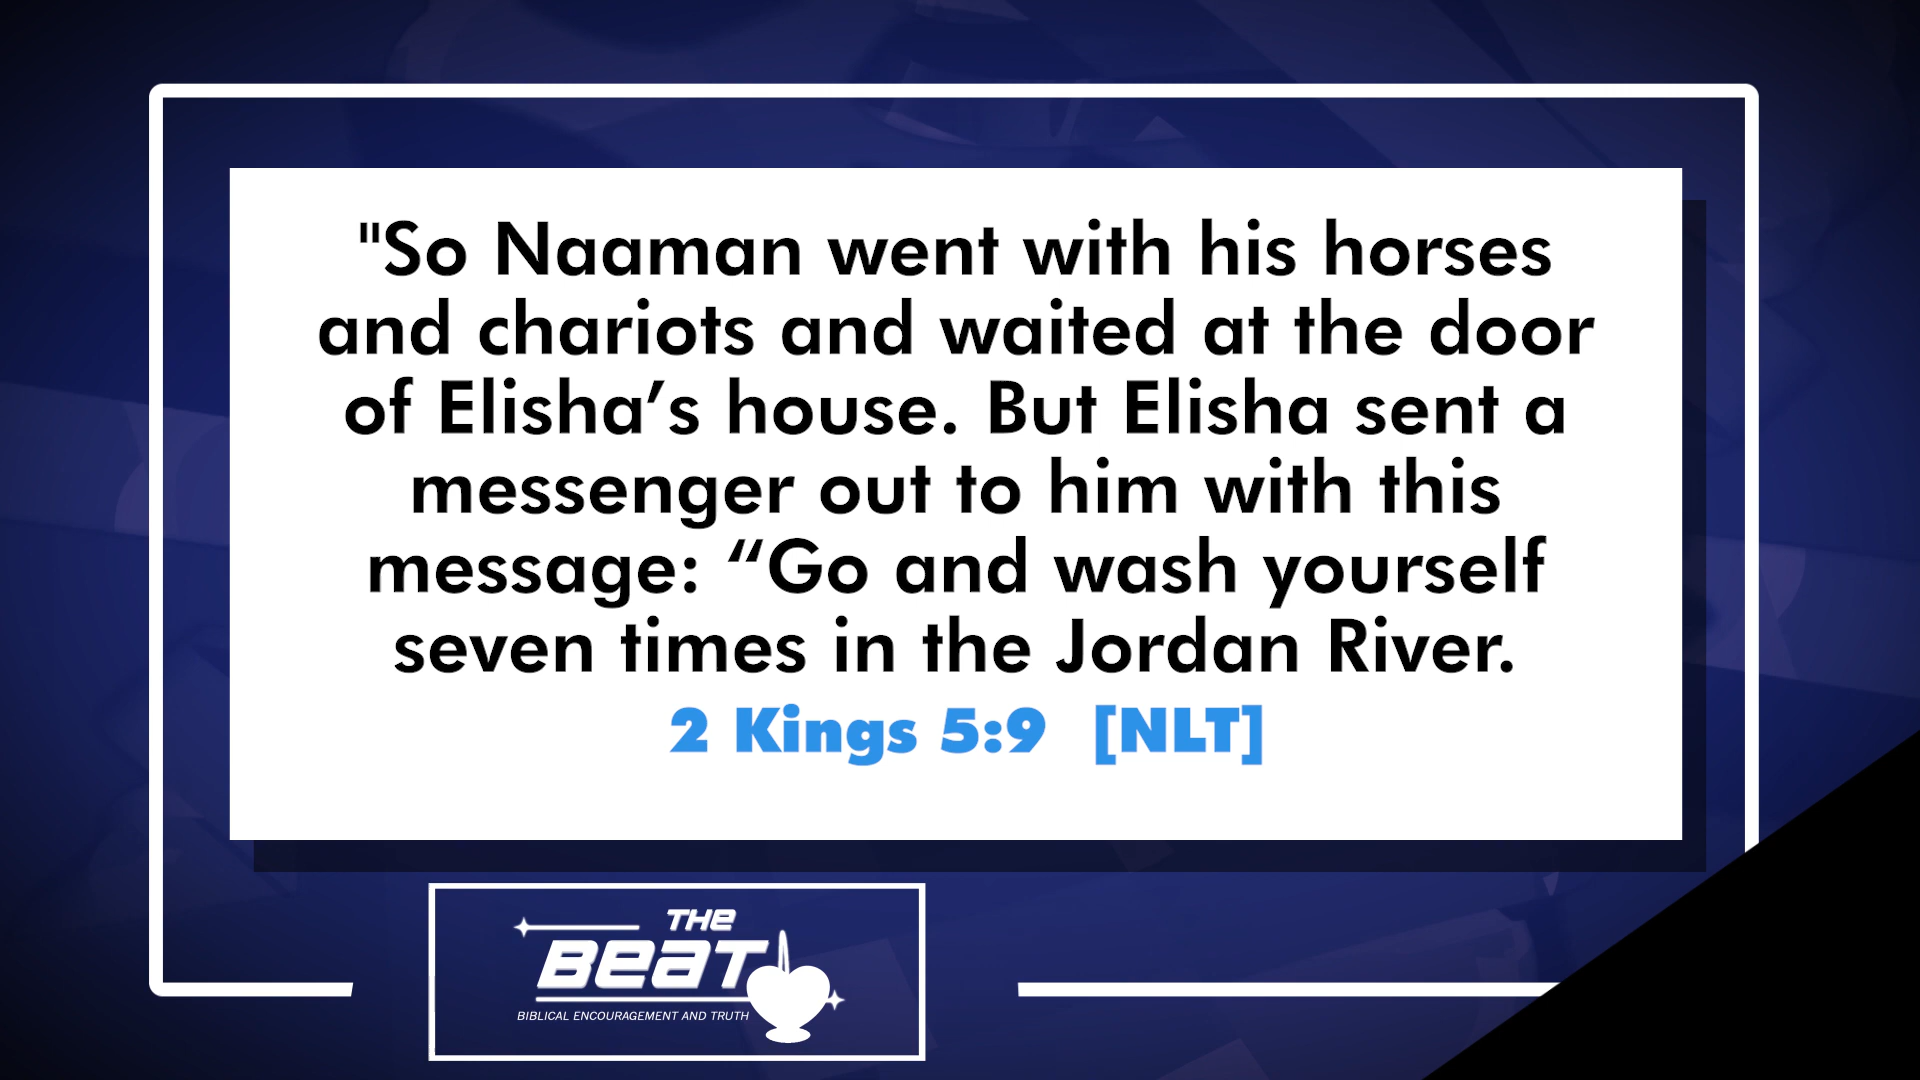 "So Naaman went with his horses
and chariots and waited at the door
of Elisha’s house. But Elisha sent a
messenger out to him with this
message: “Go and wash yourself
seven times in the Jordan River.
2 Kings 5:9 [NLT]
THE
BEAT
BIBLICAL ENCOURAGEMENT AND TRUTH